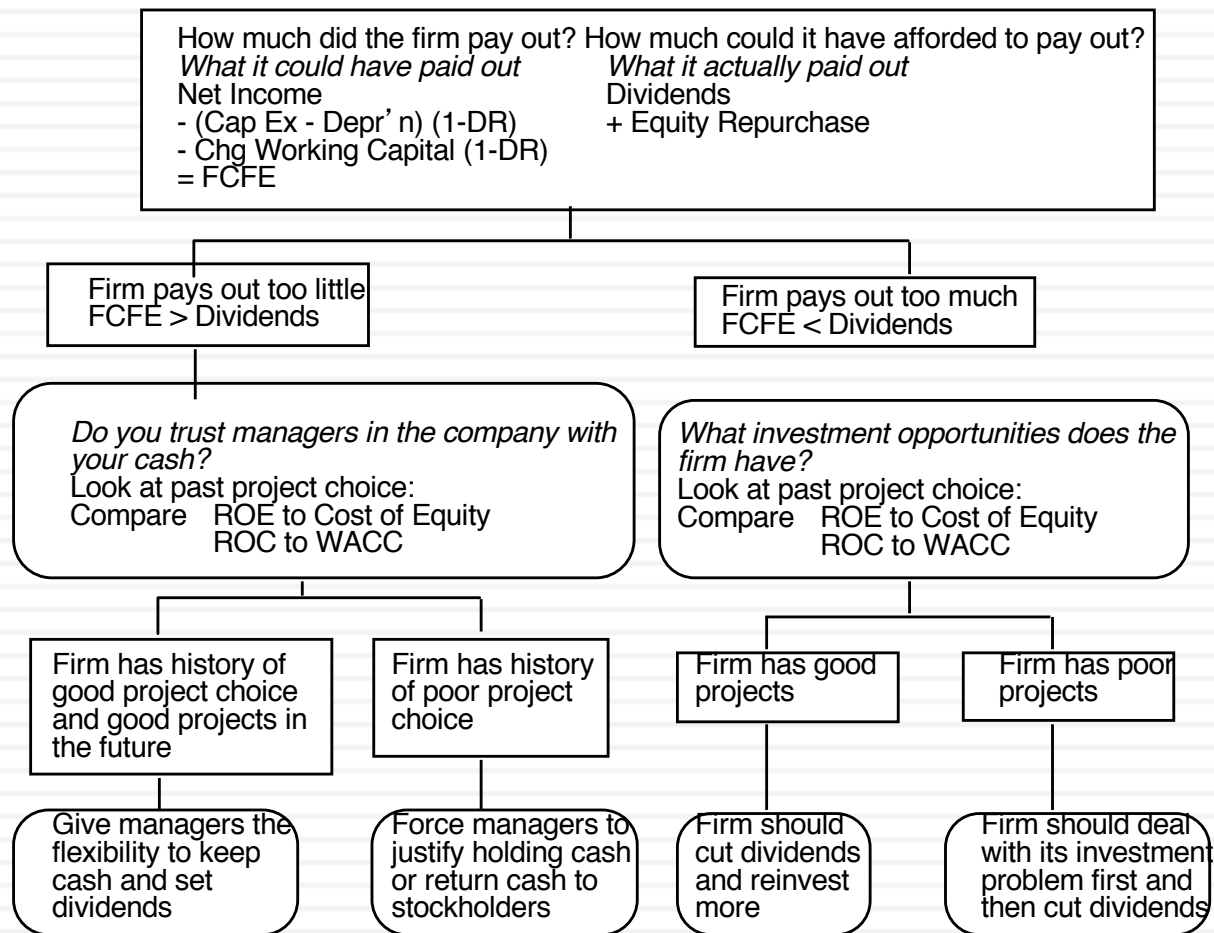 How much did the firm pay out? How much could it have afforded to pay out?
What it could have paid out
Net Income
- (Cap Ex - Depr’n) (1-DR)
- Chg Working Capital (1-DR)
= FCFE
What it actually paid out
Dividends
+ Equity Repurchase
Firm pays out too little
FCFE > Dividends
Firm pays out too much
FCFE < Dividends
Do you trust managers in the company with
your cash?
Look at past project choice:
Compare ROE to Cost of Equity
ROC to WACC
What investment opportunities does the
firm have?
Look at past project choice:
Compare ROE to Cost of Equity
ROC to WACC
Firm has history of
good project choice
and good projects in
the future
Firm has history
of poor project
choice
Firm has good
projects
Firm has poor
projects
Give managers the
flexibility to keep
cash and set
dividends
Force managers to
justify holding cash
or return cash to
stockholders
Firm should
cut dividends
and reinvest
more
Firm should deal
with its investment
problem first and
then cut dividends